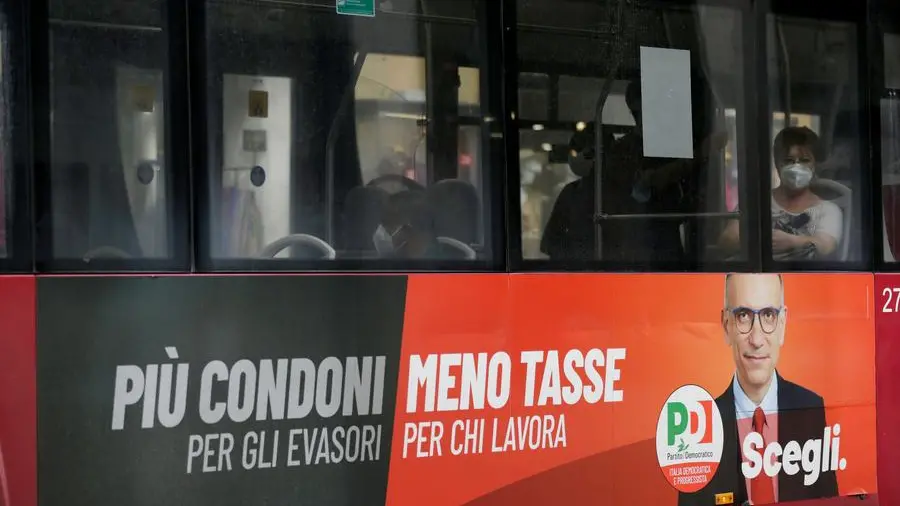 PIÙ CONDONI
PER GLI EVASORI
MENO TASSE
PER CHI LAVORA
PD
Partito Democratico
ITALIA DEMOCRATICA
E PROGRESSISTA
Scegli.
27